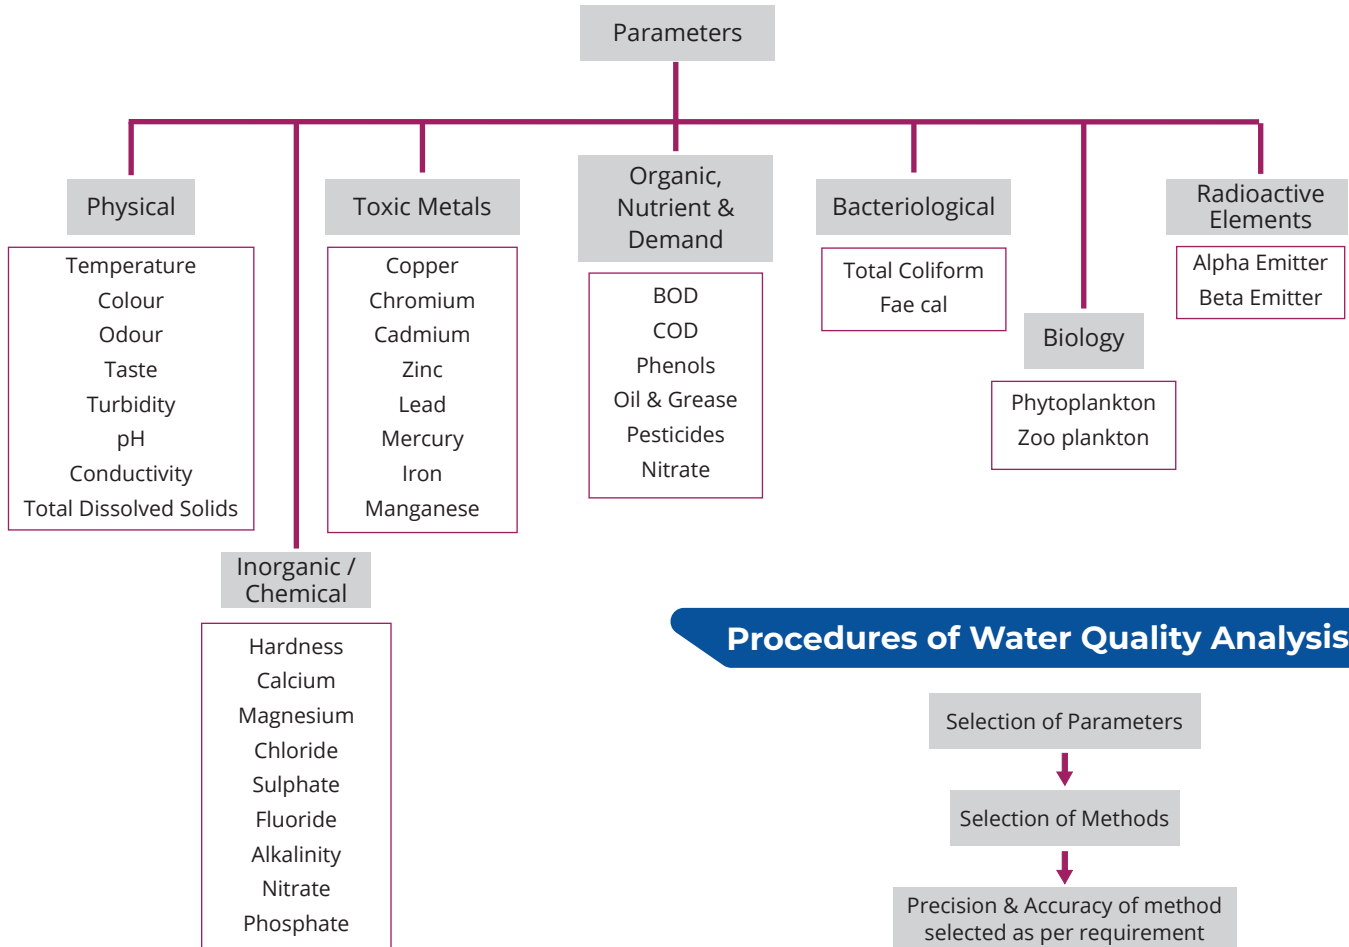 Parameters
Physical
Temperature
Colour
Odour
Taste
Turbidity
pH
Conductivity
Total Dissolved Solids
Inorganic /
Chemical
Hardness
Calcium
Magnesium
Chloride
Sulphate
Fluoride
Alkalinity
Nitrate
Phosphate
Toxic Metals
Copper
Chromium
Cadmium
Zinc
Lead
Mercury
Iron
Manganese
Organic,
Nutrient &
Demand
BOD
COD
Phenols
Oil & Grease
Pesticides
Nitrate
Bacteriological
Total Coliform
Fae cal
Biology
Phytoplankton
Zoo plankton
Radioactive
Elements
Alpha Emitter
Beta Emitter
Procedures of Water Quality Analysis
Selection of Parameters
Selection of Methods
Precision & Accuracy of method
selected as per requirement